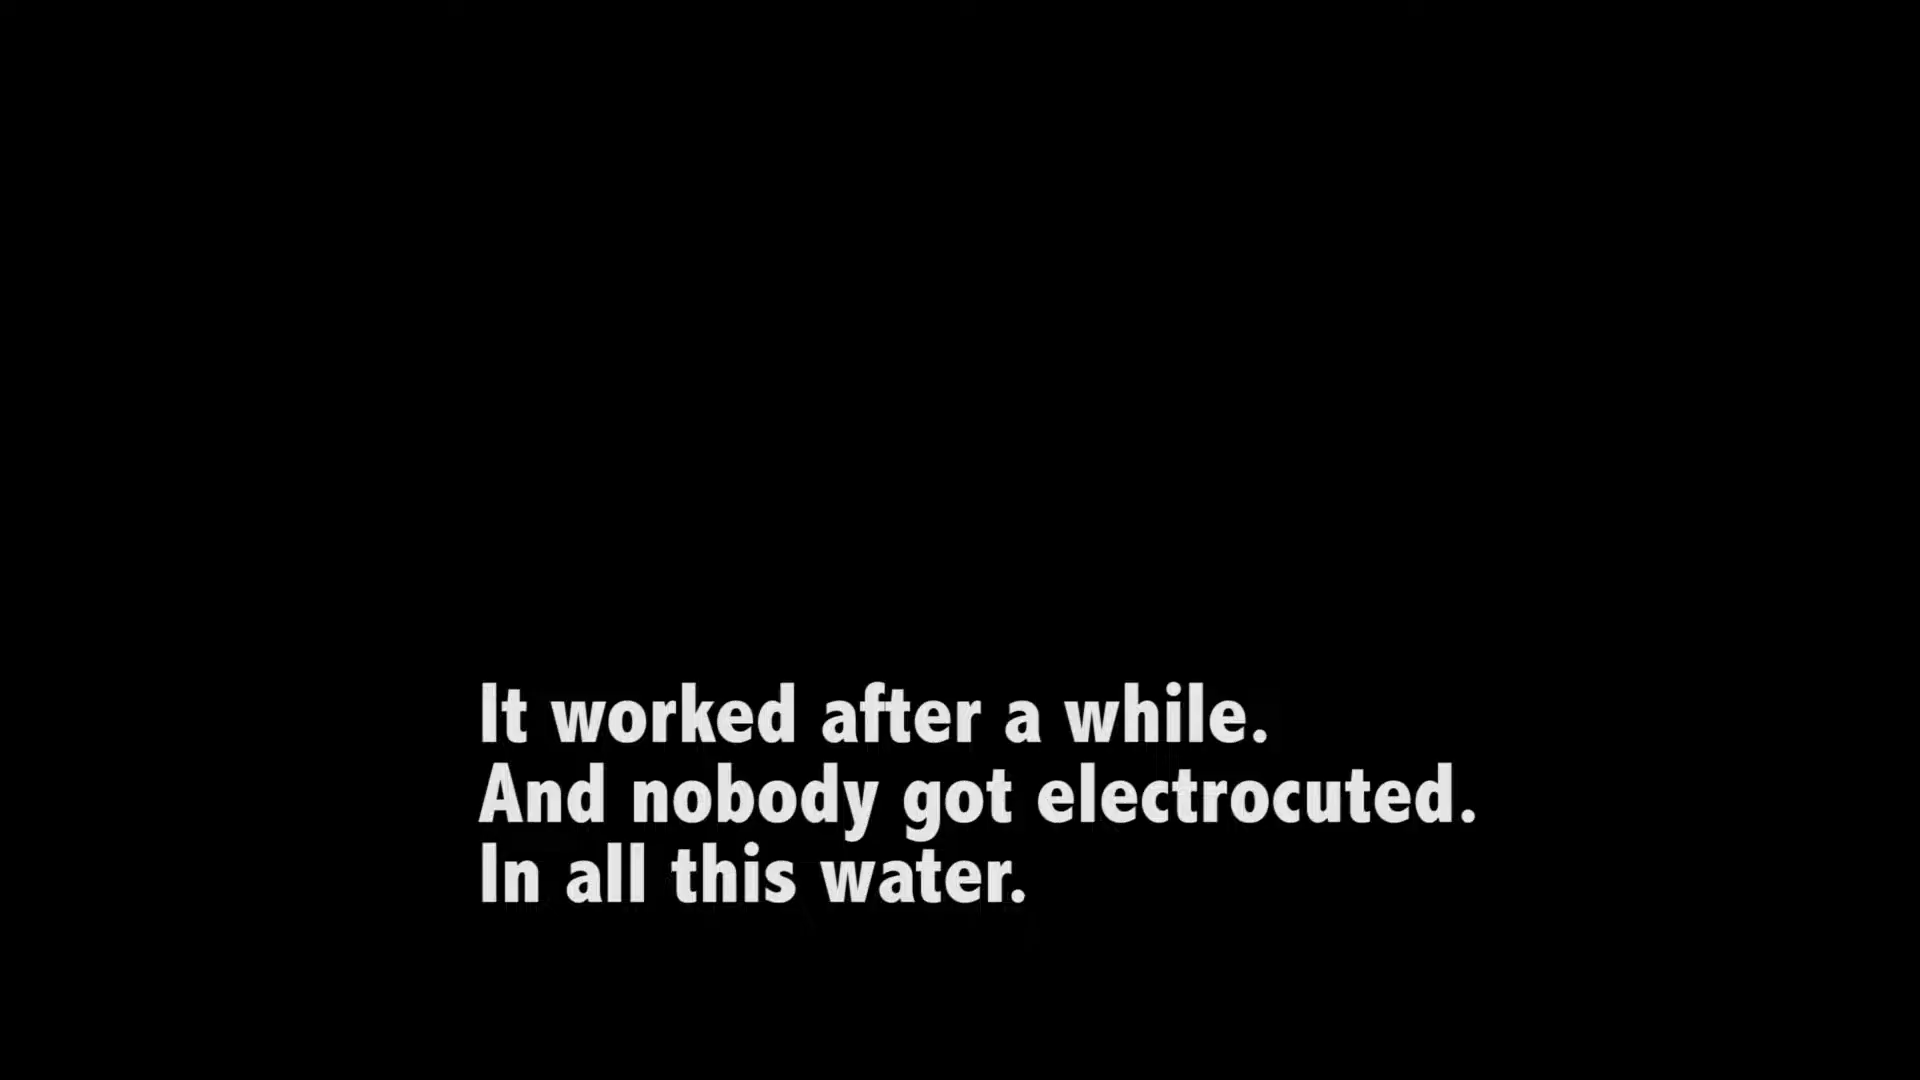 It worked after a while.
And nobody got electrocuted.
In all this water.